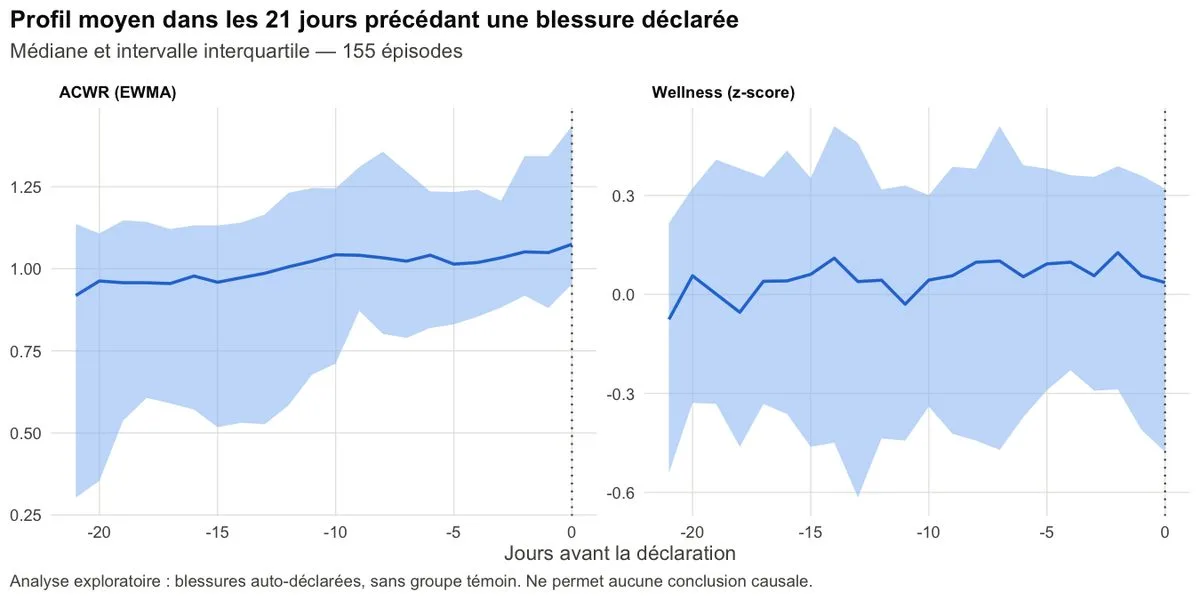 Profil moyen dans les 21 jours précédant une blessure déclarée
Médiane et intervalle interquartile — 155 épisodes
ACWR (EWMA)
1.25
1.00
0.75
0.50
0.25
-20 -15 -10 -5 0
Wellness (z-score)
0.3
0.0
-0.3
-0.6
-20 -15 -10 -5 0
Jours avant la déclaration
Analyse exploratoire : blessures auto-déclarées, sans groupe témoin. Ne permet aucune conclusion causale.